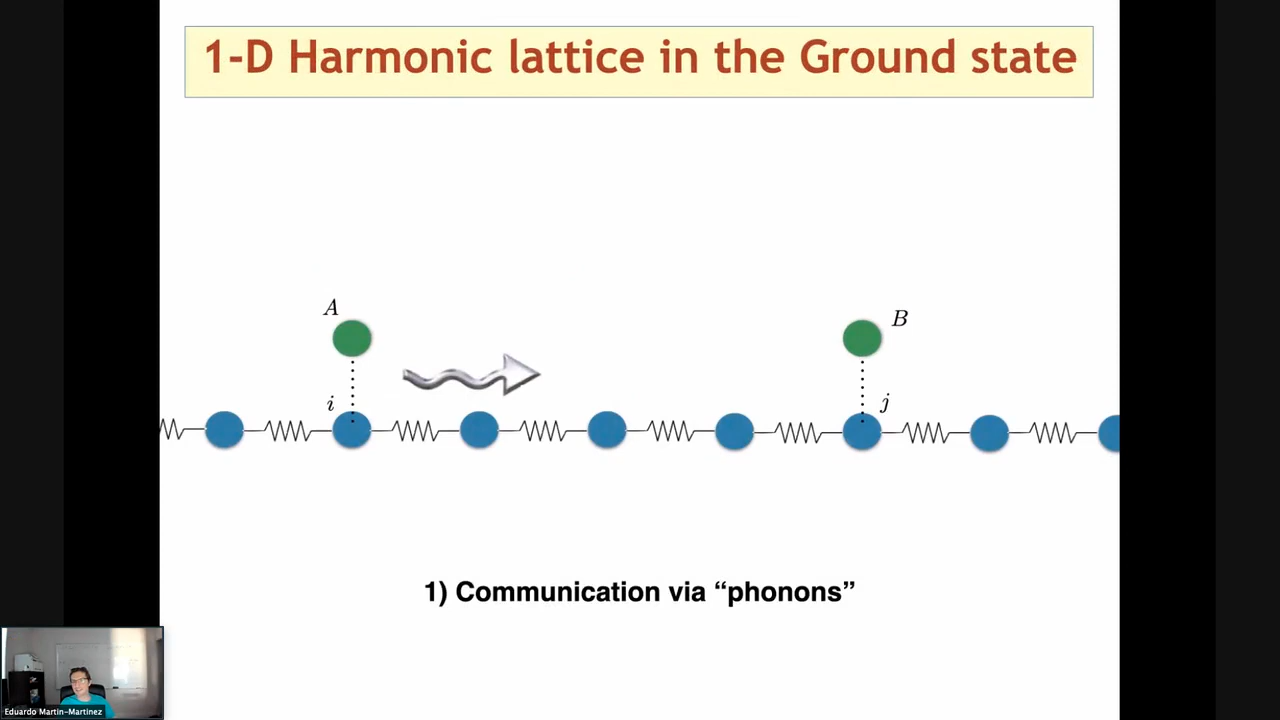 1-D Harmonic lattice in the Ground state
A
B
i
j
1) Communication via “phonons”
Eduardo Martin-Martinez